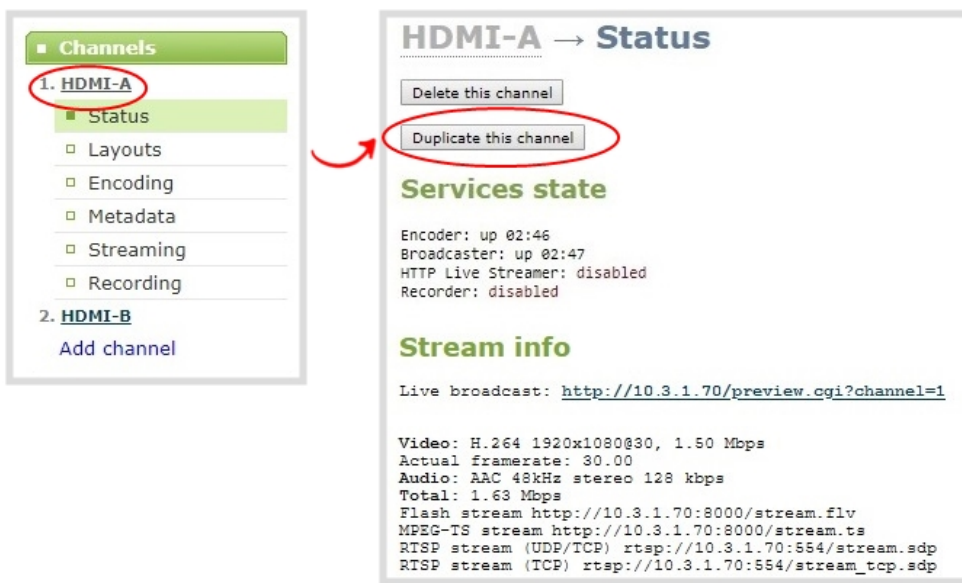 Channels
1. HDMI-A
Status
Layouts
Encoding
Metadata
Streaming
Recording
2. HDMI-B
Add channel
HDMI-A → Status
Delete this channel
Duplicate this channel
Services state
Encoder: up 02:46
Broadcaster: up 02:47
HTTP Live Streamer: disabled
Recorder: disabled
Stream info
Live broadcast: http://10.3.1.70/preview.cgi?channel=1
Video: H.264 1920x1080@30, 1.50 Mbps
Actual framerate: 30.00
Audio: AAC 48kHz stereo 128 kbps
Total: 1.63 Mbps
Flash stream http://10.3.1.70:8000/stream.flv
MPEG-TS stream http://10.3.1.70:8000/stream.ts
RTSP stream (UDP/TCP) rtsp://10.3.1.70:554/stream.sdp
RTSP stream (TCP) rtsp://10.3.1.70:554/stream_tcp.sdp